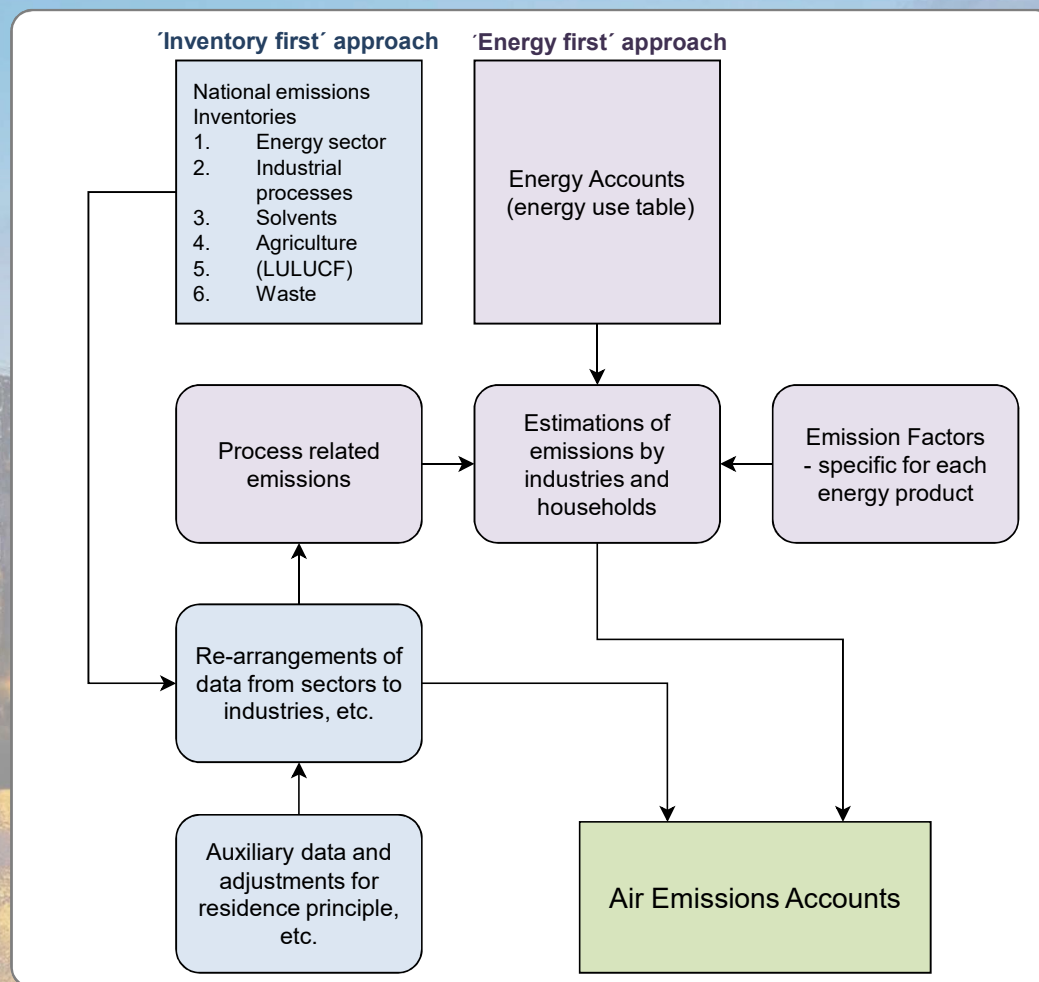 ´Inventory first´ approach
´Energy first´ approach
National emissions
Inventories
1. Energy sector
2. Industrial
processes
3. Solvents
4. Agriculture
5. (LULUCF)
6. Waste
Energy Accounts
(energy use table)
Process related
emissions
Estimations of
emissions by
industries and
households
Emission Factors
- specific for each
energy product
Re-arrangements of
data from sectors to
industries, etc.
Auxiliary data and
adjustments for
residence principle,
etc.
Air Emissions Accounts